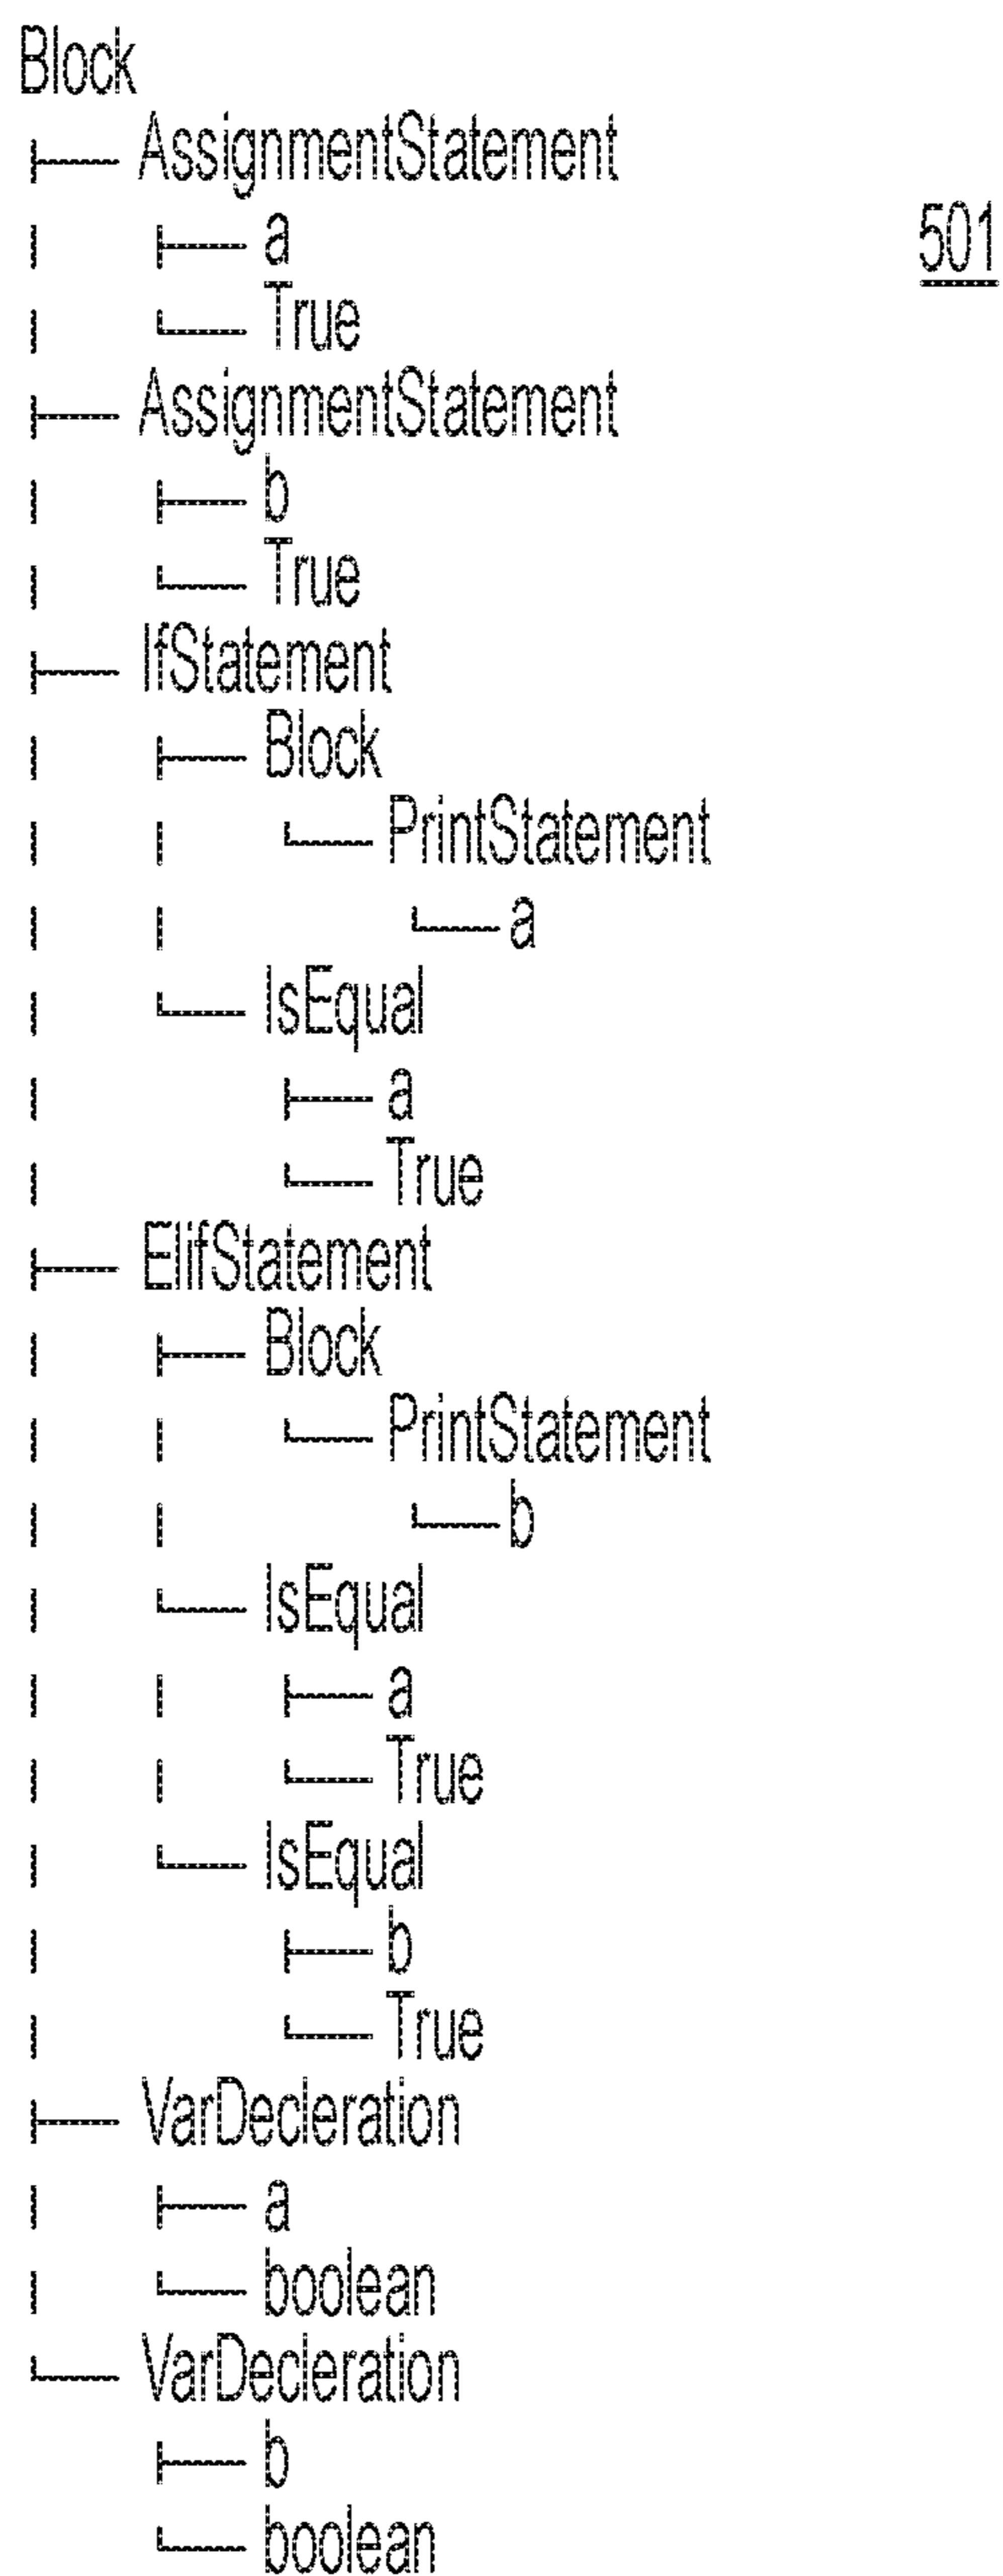 Block
AssignmentStatement
a
501
True
AssignmentStatement
b
True
IfStatement
Block
PrintStatement
a
IsEqual
a
True
ElifStatement
Block
PrintStatement
b
IsEqual
a
True
IsEqual
b
True
VarDecleration
a
boolean
VarDecleration
b
boolean